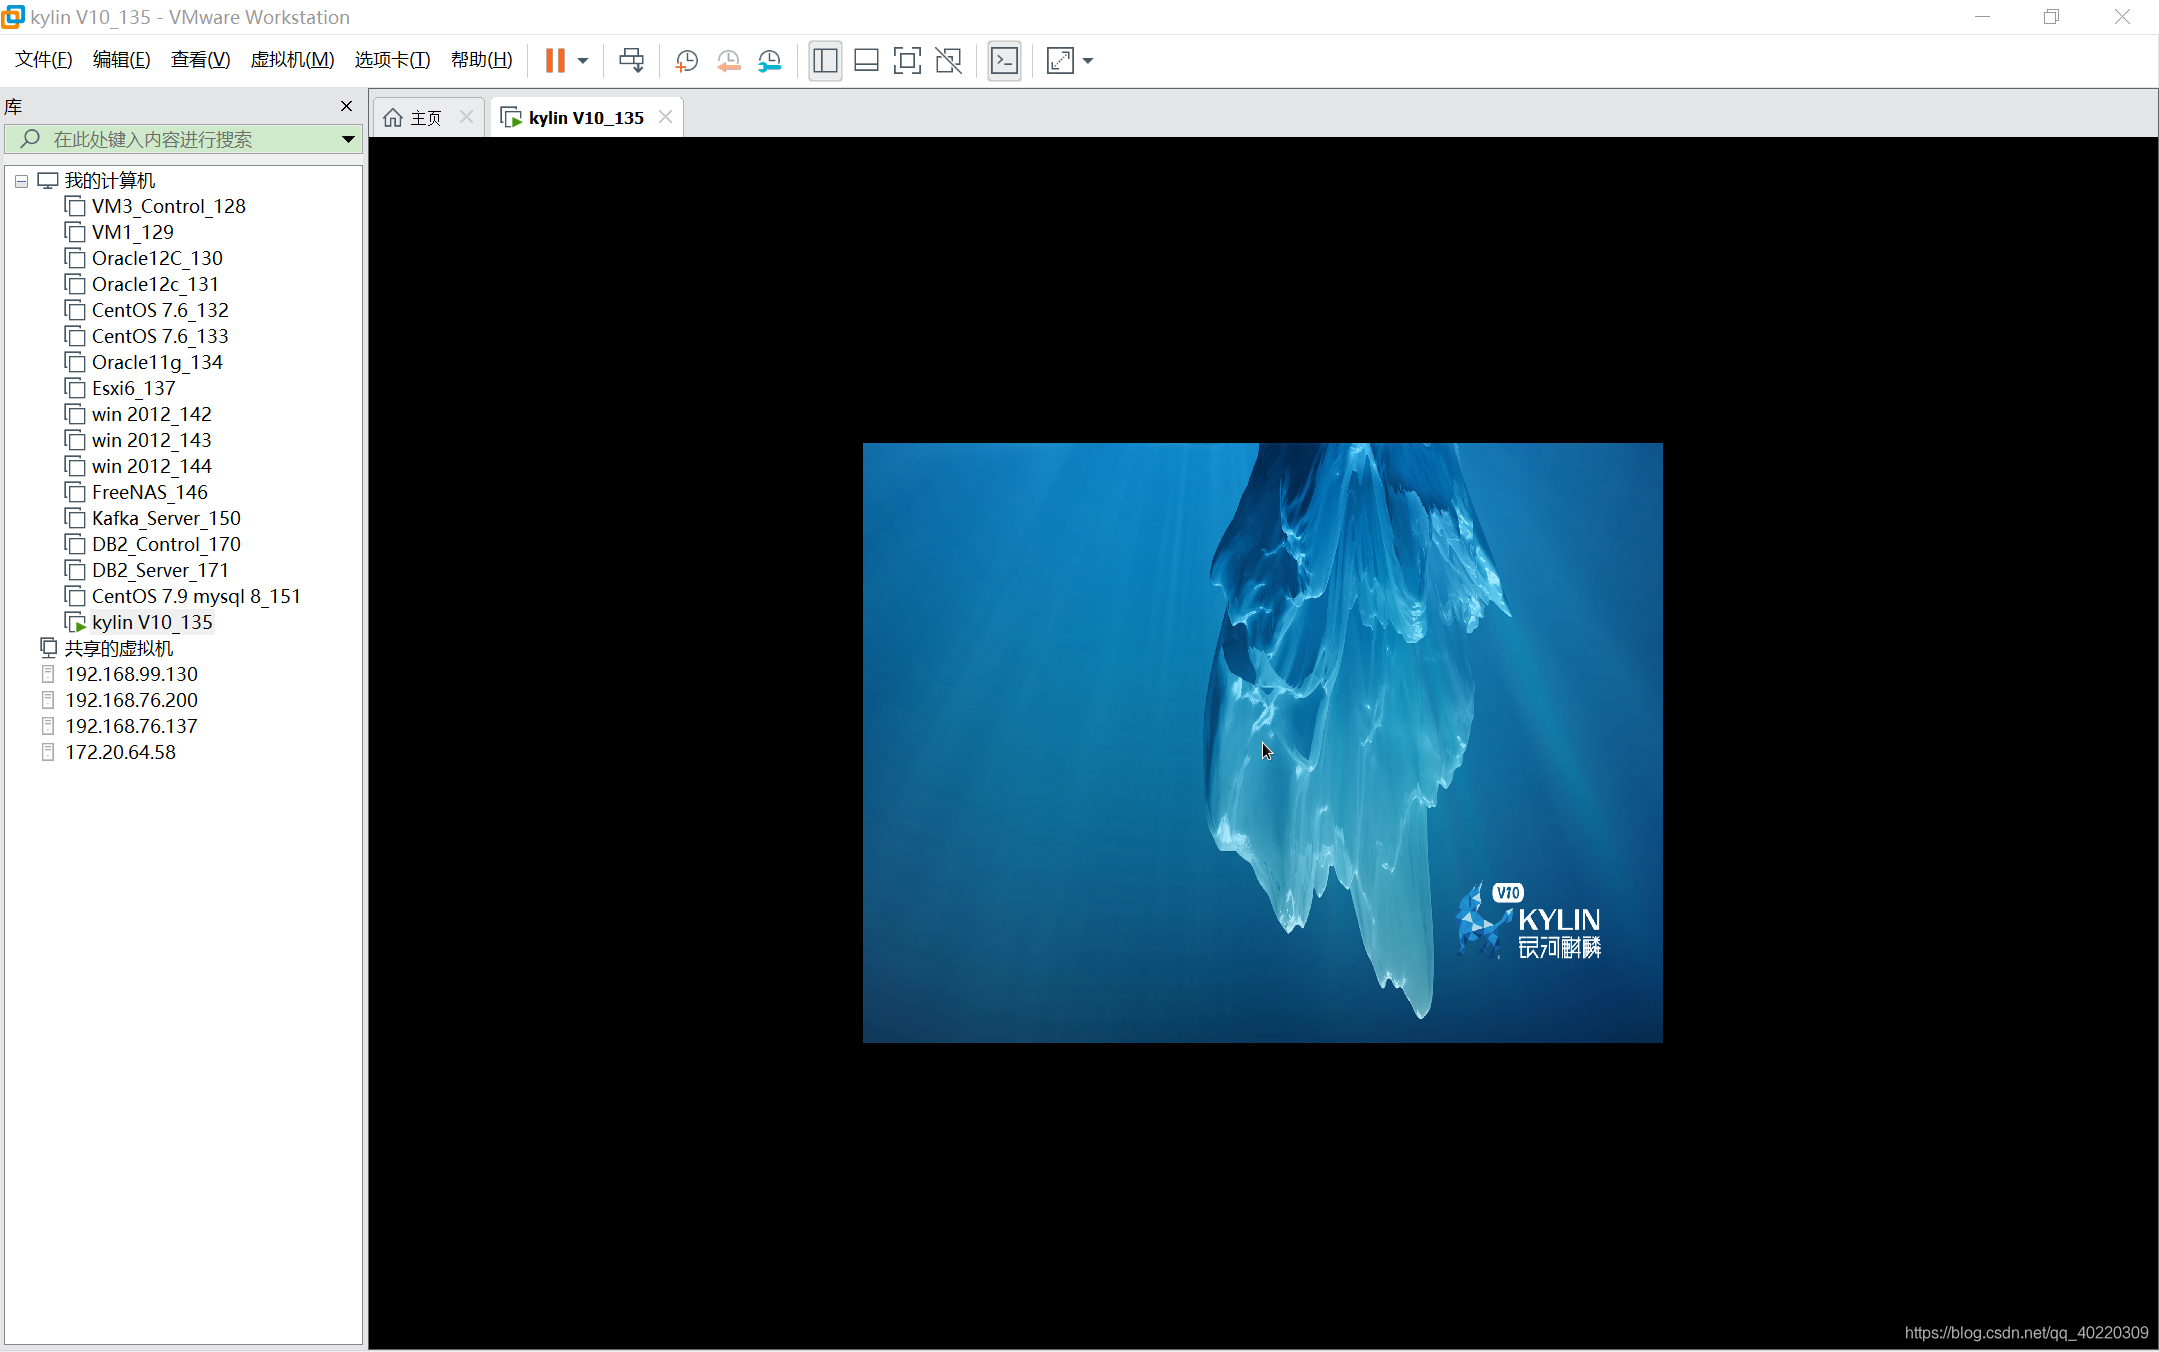 kylin V10_135 - VMware Workstation
文件(F) 编辑(E) 查看(V) 虚拟机(M) 选项卡(T) 帮助(H)
库
在此处键入内容进行搜索
主页
kylin V10_135
我的计算机
VM3_Control_128
VM1_129
Oracle12C_130
Oracle12c_131
CentOS 7.6_132
CentOS 7.6_133
Oracle11g_134
Esxi6_137
win 2012_142
win 2012_143
win 2012_144
FreeNAS_146
Kafka_Server_150
DB2_Control_170
DB2_Server_171
CentOS 7.9 mysql 8_151
kylin V10_135
共享的虚拟机
192.168.99.130
192.168.76.200
192.168.76.137
172.20.64.58
V10
KYLIN
银河麒麟
https://blog.csdn.net/qq_40220309